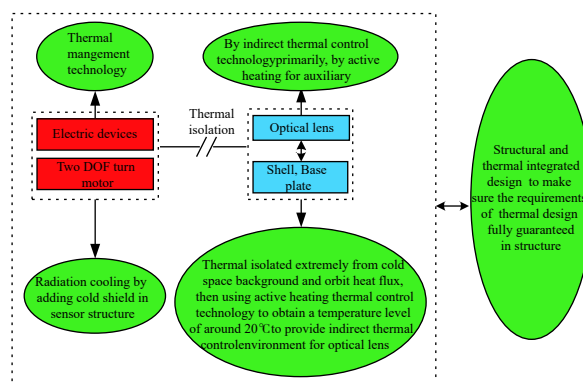 Thermal
mangement
technology
By indirect thermal control
technologyprimarily, by active
heating for auxiliary
Thermal
isolation
Electric devices
Two DOF turn
motor
Optical lens
Shell, Base
plate
Structural and
thermal integrated
design to make
sure the requirements
of thermal design
fully guaranteed
in structure
Radiation cooling by
adding cold shield in
sensor structure
Thermal isolated extremely from cold
space background and orbit heat flux,
then using active heating thermal control
technology to obtain a temperature level
of around 20℃to provide indirect thermal
controlenvironment for optical lens